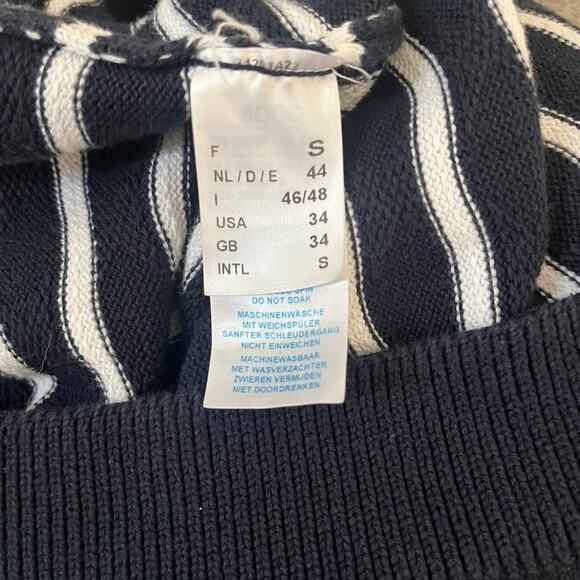 F S
NL / D / E 44
I 46/48
USA 34
GB 34
INTL S
SPIN
DO NOT SOAK
MASCHINENWÄSCHE
MIT WEICHSPÜLER
SANFTER SCHLEUDERGANG
NICHT EINWEICHEN
MACHINEWASBAAR
MET WASVERZACHTER
ZWIEREN VERMIJDEN
NIET DOORDRENKEN